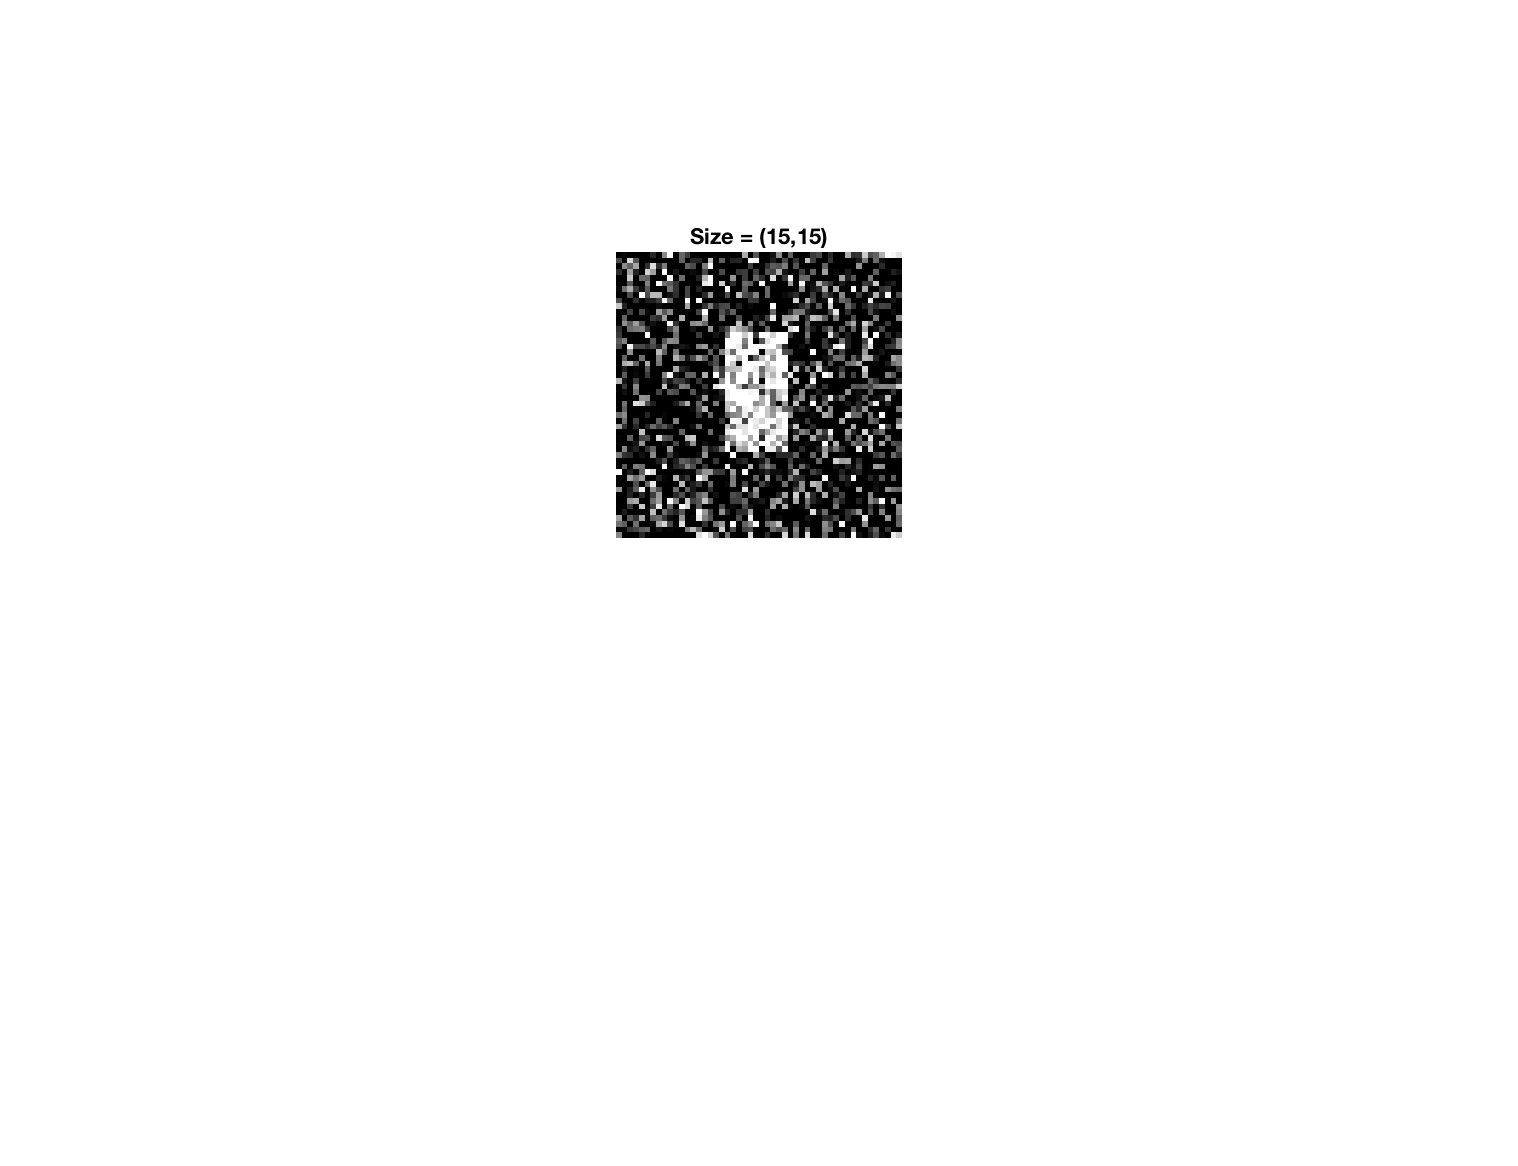 Size = (15,15)